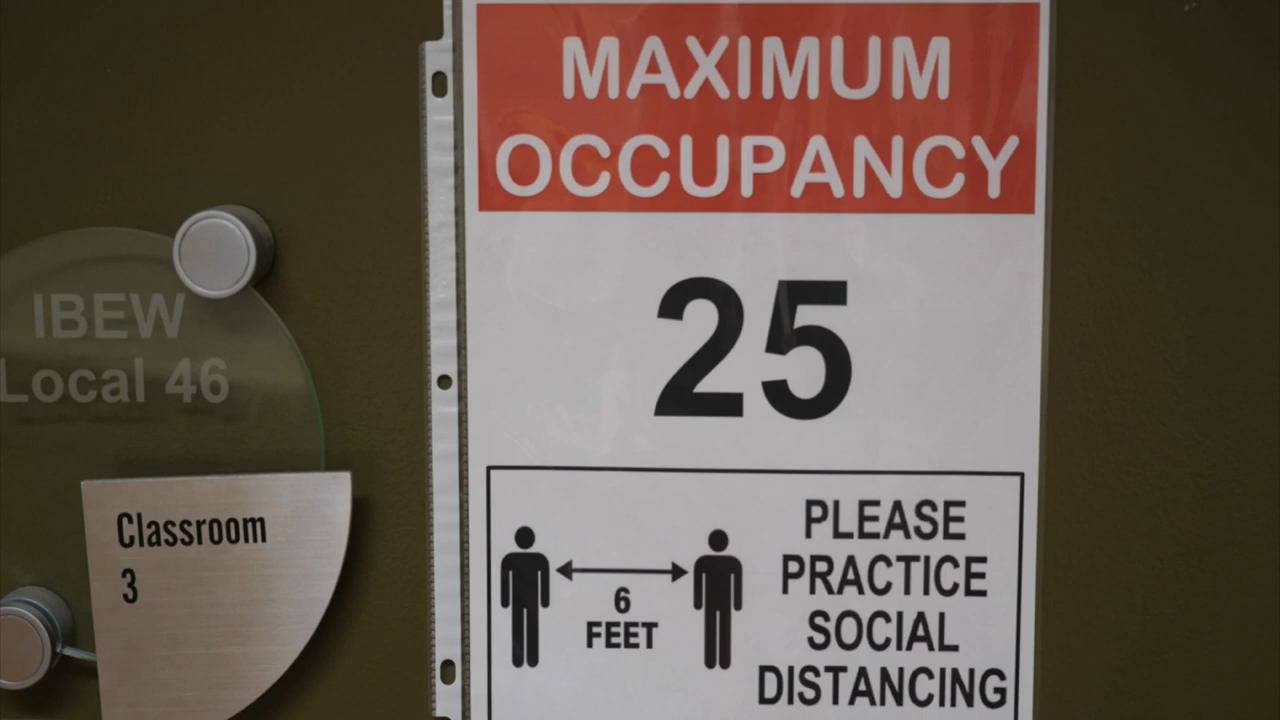 IBEW
Local 46
Classroom
3
MAXIMUM
OCCUPANCY
25
6
FEET
PLEASE
PRACTICE
SOCIAL
DISTANCING